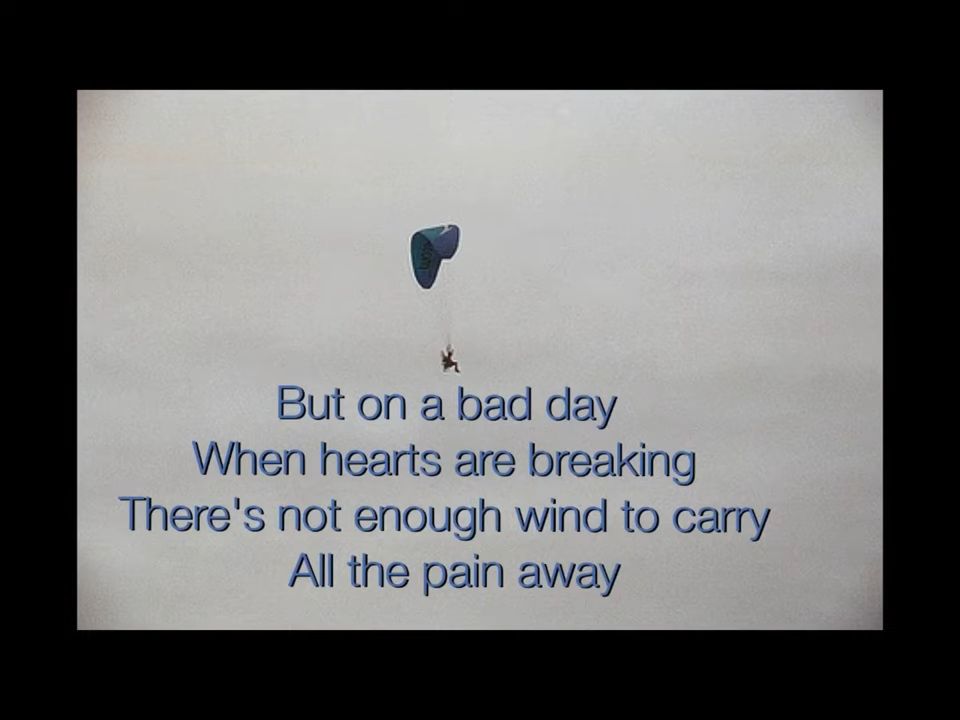 But on a bad day
When hearts are breaking
There's not enough wind to carry
All the pain away